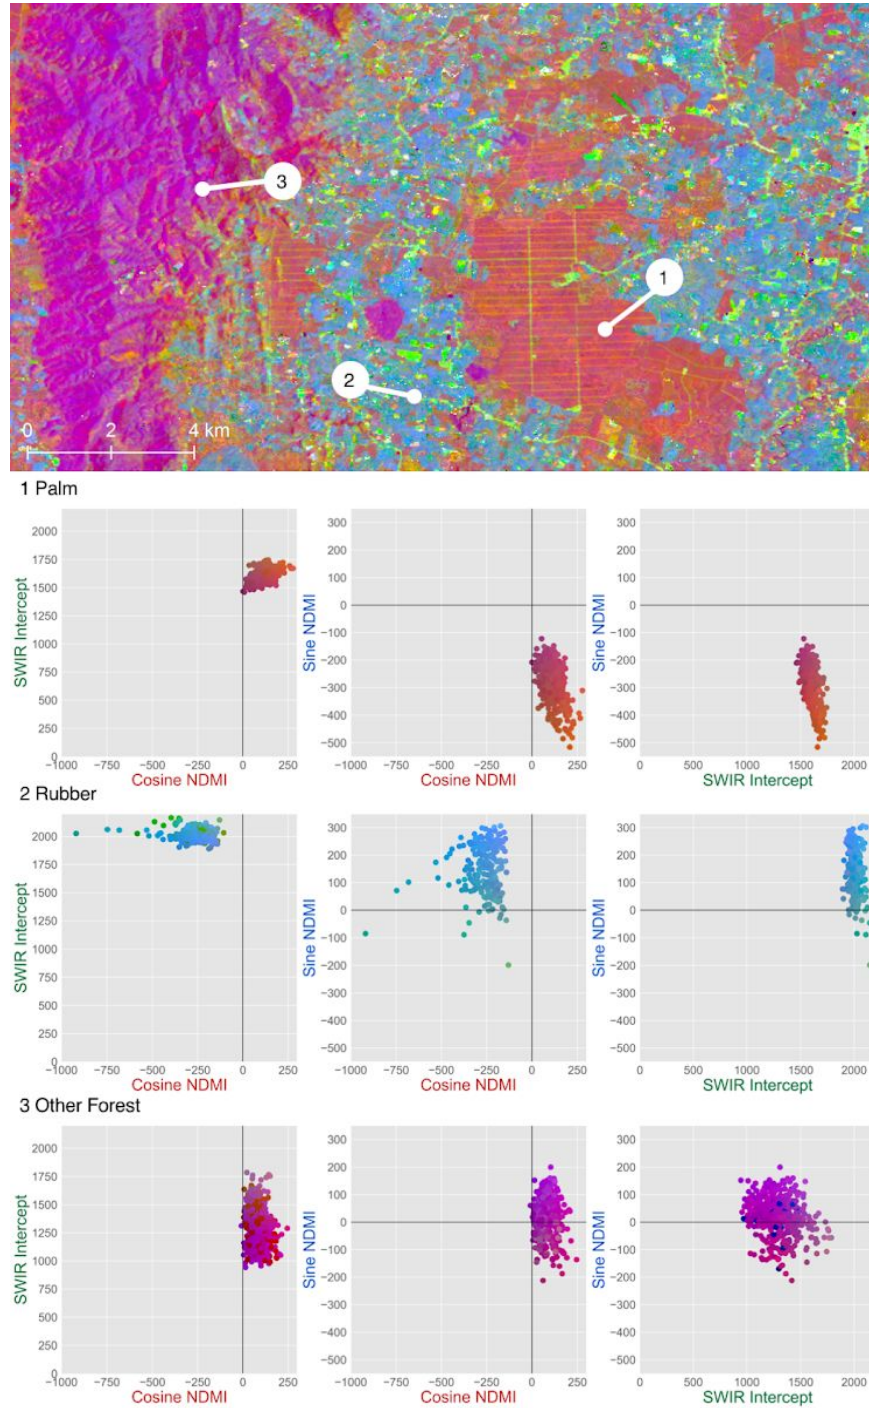 3
1
2
0 2 4 km
1 Palm
2000
1750
1500
1250
1000
750
500
250
0
SWIR Intercept
−1000 −750 −500 −250 0 250
Cosine NDMI
300
200
100
0
−100
−200
−300
−400
−500
Sine NDMI
−1000 −750 −500 −250 0 250
Cosine NDMI
300
200
100
0
−100
−200
−300
−400
−500
Sine NDMI
0 500 1000 1500 2000
SWIR Intercept
2 Rubber
2000
1750
1500
1250
1000
750
500
250
0
SWIR Intercept
−1000 −750 −500 −250 0 250
Cosine NDMI
300
200
100
0
−100
−200
−300
−400
−500
Sine NDMI
−1000 −750 −500 −250 0 250
Cosine NDMI
300
200
100
0
−100
−200
−300
−400
−500
Sine NDMI
0 500 1000 1500 2000
SWIR Intercept
3 Other Forest
2000
1750
1500
1250
1000
750
500
250
0
SWIR Intercept
−1000 −750 −500 −250 0 250
Cosine NDMI
300
200
100
0
−100
−200
−300
−400
−500
Sine NDMI
−1000 −750 −500 −250 0 250
Cosine NDMI
300
200
100
0
−100
−200
−300
−400
−500
Sine NDMI
0 500 1000 1500 2000
SWIR Intercept